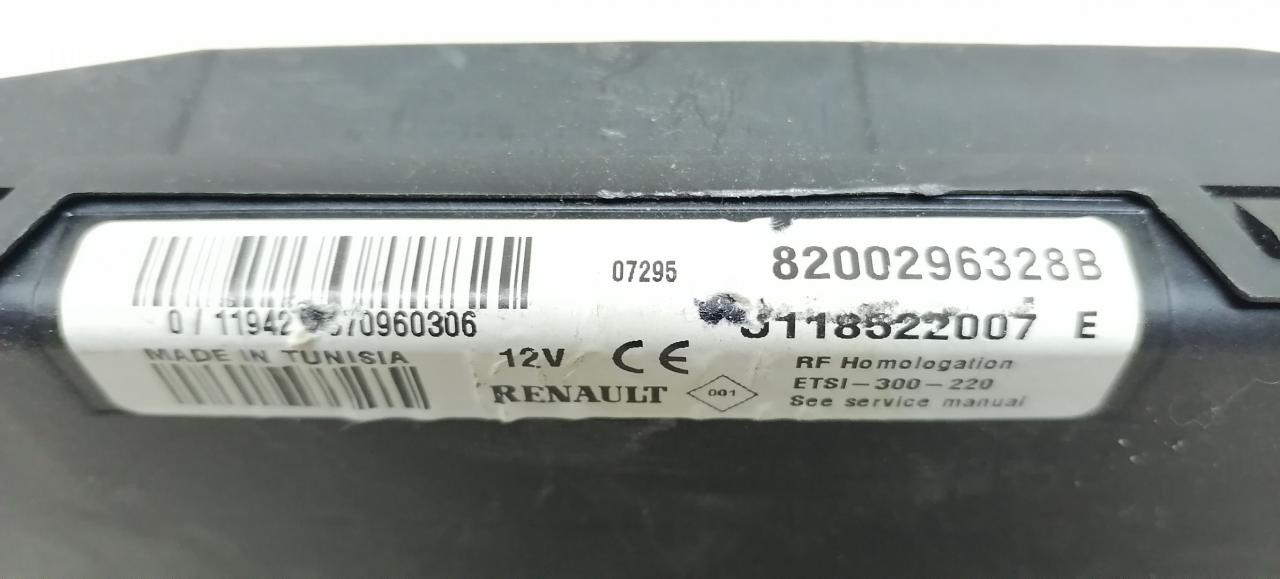 07295 8200296328B
118522007 E
0/11942 70960306
MADE IN TUNISIA
12V CE
RENAULT 001
RF Homologation
ETSI-300-220
See service manual